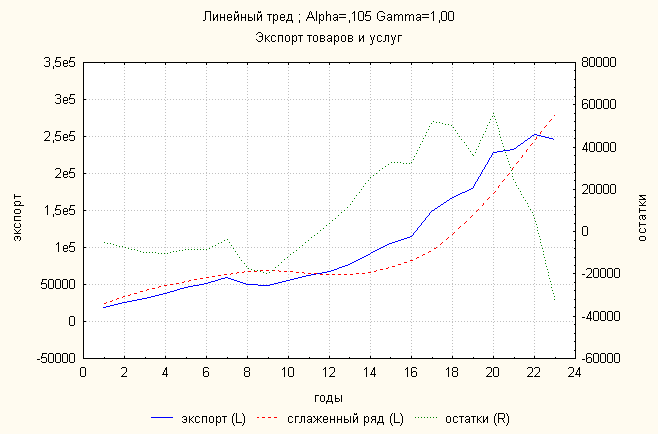 Линейный тред ; Alpha=,105 Gamma=1,00
Экспорт товаров и услуг
3,5e5
3e5
2,5e5
2e5
1,5e5
1e5
50000
0
-50000
экспорт
80000
60000
40000
20000
0
-20000
-40000
-60000
остатки
0 2 4 6 8 10 12 14 16 18 20 22 24
годы
экспорт (L) сглаженный ряд (L) остатки (R)